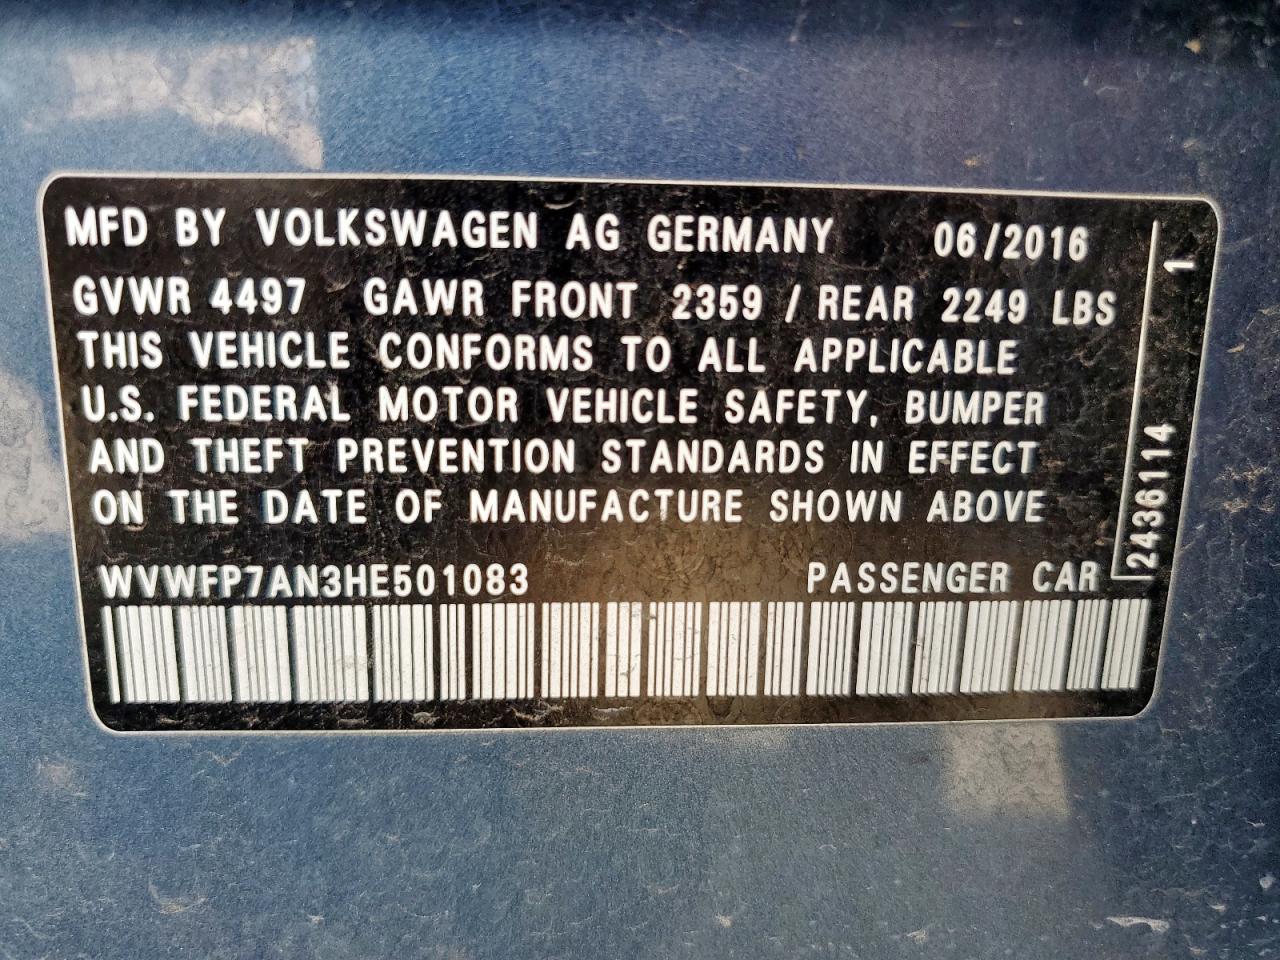 MFD BY VOLKSWAGEN AG GERMANY 06/2016
GVWR 4497 GAWR FRONT 2359 / REAR 2249 LBS
THIS VEHICLE CONFORMS TO ALL APPLICABLE
U.S. FEDERAL MOTOR VEHICLE SAFETY, BUMPER
AND THEFT PREVENTION STANDARDS IN EFFECT
ON THE DATE OF MANUFACTURE SHOWN ABOVE
WVWFP7AN3HE501083 PASSENGER CAR
2436114 1